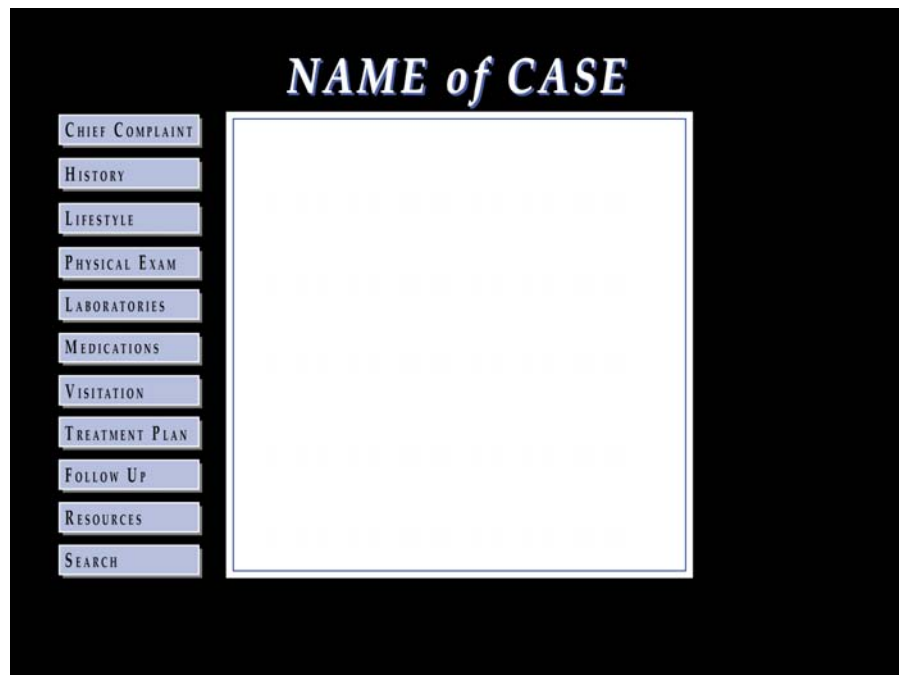 NAME of CASE
CHIEF COMPLAINT
HISTORY
LIFESTYLE
PHYSICAL EXAM
LABORATORIES
MEDICATIONS
VISITATION
TREATMENT PLAN
FOLLOW UP
RESOURCES
SEARCH